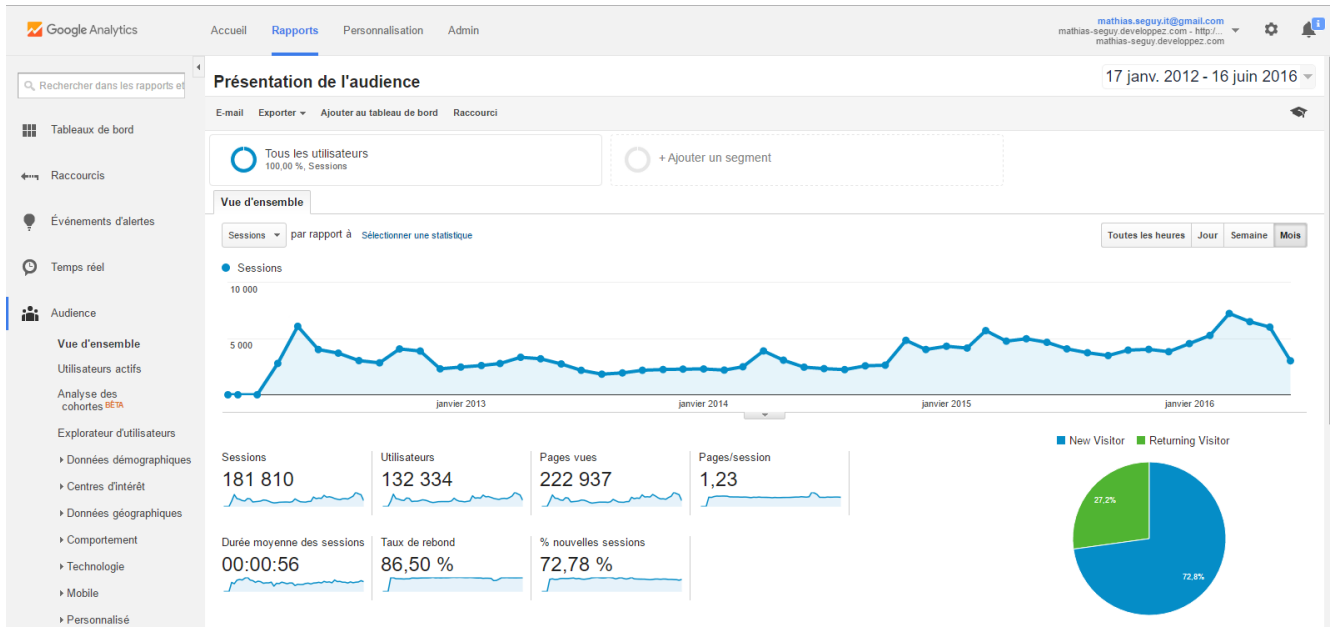 Google Analytics
Accueil
Rapports
Personnalisation
Admin
mathias.seguy.it@gmail.com
mathias-seguy.developpez.com - http:/...
mathias-seguy.developpez.com
i
Rechercher dans les rapports et
Tableaux de bord
Raccourcis
Événements d'alertes
Temps réel
Audience
Vue d'ensemble
Utilisateurs actifs
Analyse des
cohortes BÊTA
Explorateur d'utilisateurs
Données démographiques
Centres d'intérêt
Données géographiques
Comportement
Technologie
Mobile
Personnalisé
Présentation de l'audience
17 janv. 2012 - 16 juin 2016
E-mail
Exporter
Ajouter au tableau de bord
Raccourci
Tous les utilisateurs
100,00 %, Sessions
+ Ajouter un segment
Vue d'ensemble
Sessions
par rapport à
Sélectionner une statistique
Toutes les heures
Jour
Semaine
Mois
Sessions
10 000
5 000
janvier 2013
janvier 2014
janvier 2015
janvier 2016
Sessions
181 810
Utilisateurs
132 334
Pages vues
222 937
Pages/session
1,23
Durée moyenne des sessions
00:00:56
Taux de rebond
86,50 %
% nouvelles sessions
72,78 %
New Visitor
Returning Visitor
27,2%
72,8%